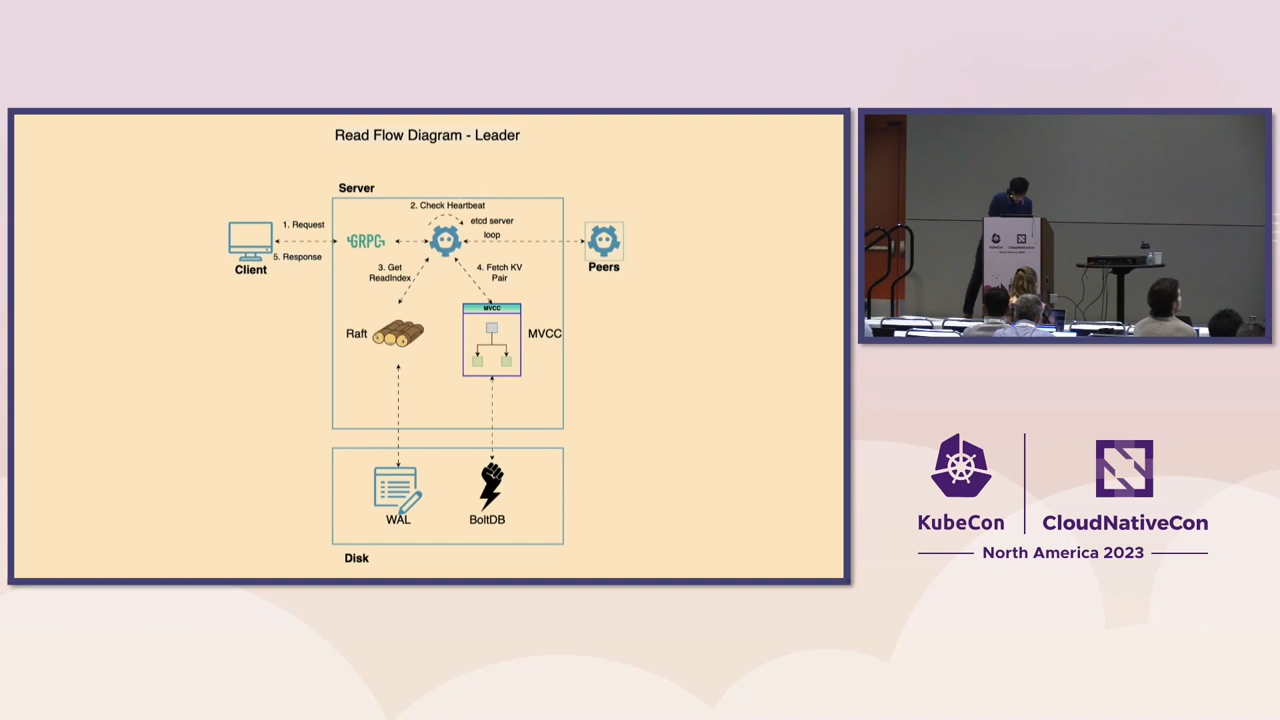 Read Flow Diagram - Leader
Server
2. Check Heartbeat
etcd server
loop
1. Request
GRPC
5. Response
Client
Peers
3. Get
ReadIndex
4. Fetch KV
Pair
MVCC
Raft
MVCC
WAL
BoltDB
Disk
KubeCon
CloudNativeCon
North America 2023